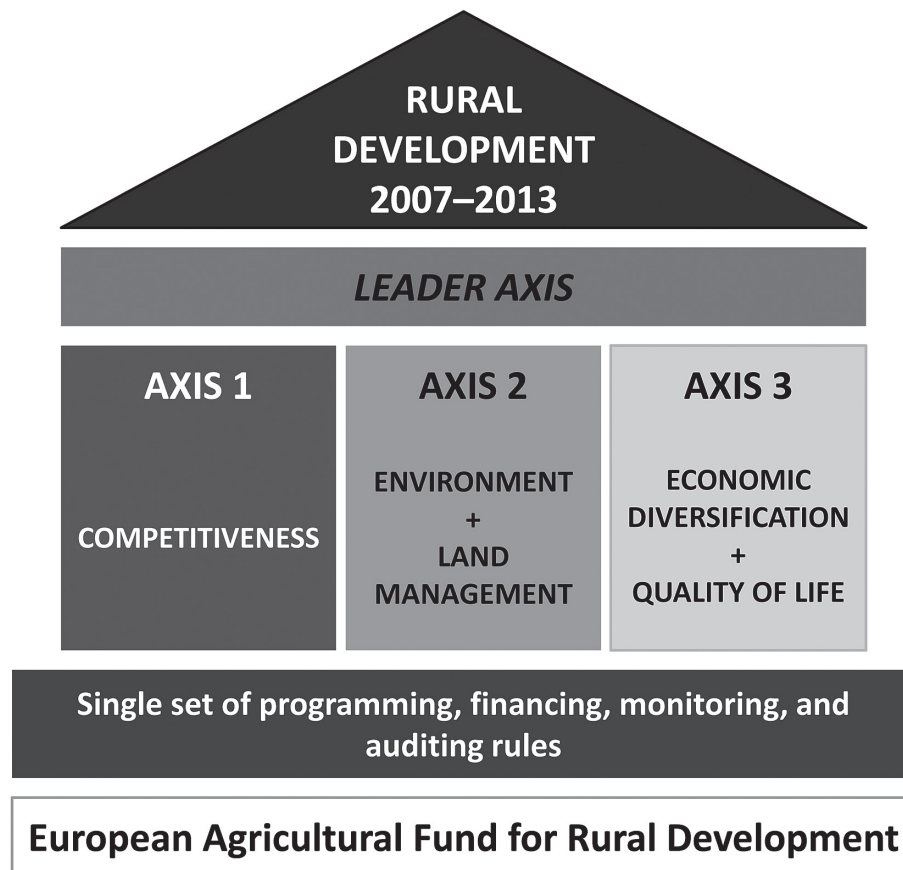 RURAL
DEVELOPMENT
2007–2013
LEADER AXIS
AXIS 1
COMPETITIVENESS
AXIS 2
ENVIRONMENT
+
LAND
MANAGEMENT
AXIS 3
ECONOMIC
DIVERSIFICATION
+
QUALITY OF LIFE
Single set of programming, financing, monitoring, and
auditing rules
European Agricultural Fund for Rural Development